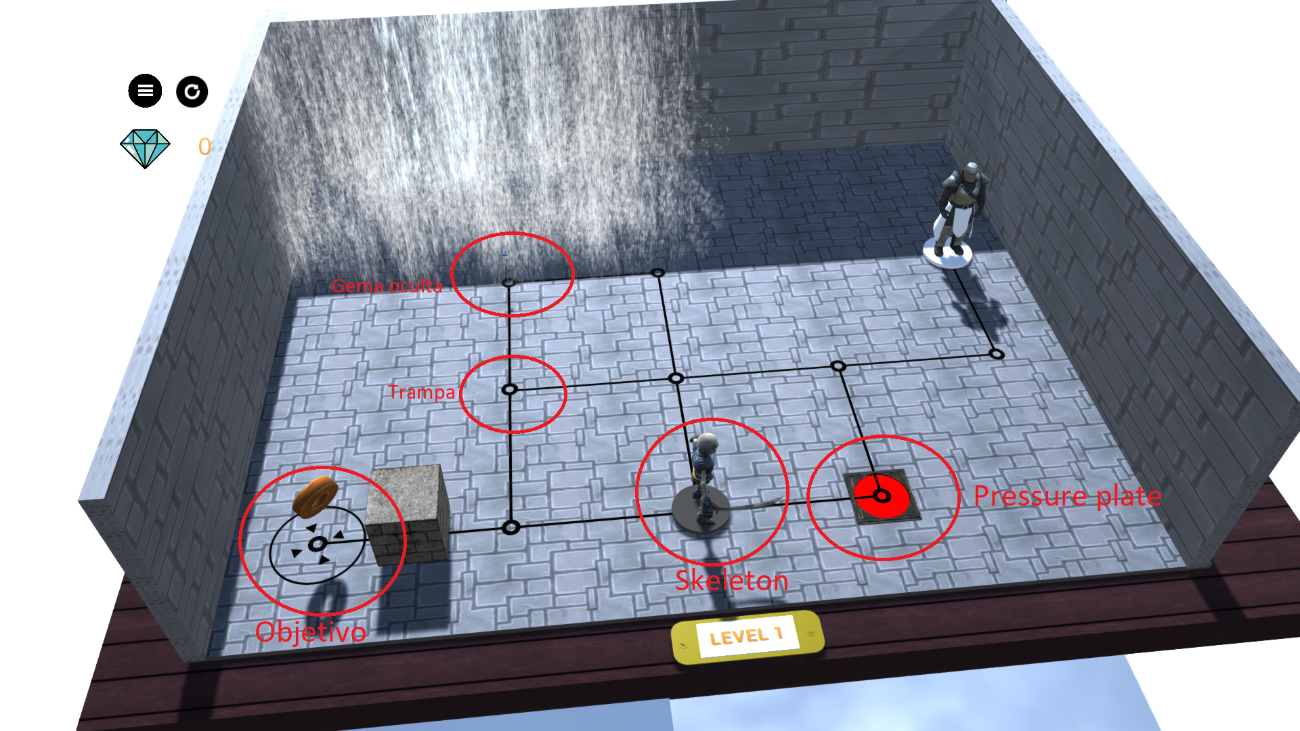 0
Gema oculta
Trampa
Pressure plate
Skeleton
Objetivo
LEVEL 1